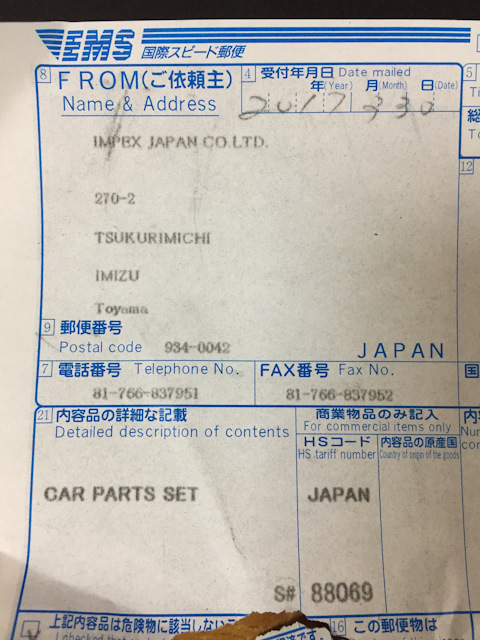 EMS 国際スピード郵便
8 FROM(ご依頼主)
Name & Address
4 受付年月日 Date mailed
年(Year) 月(Month) 日(Date)
2017 3 30
5
12
IMPEX JAPAN CO.LTD.
270-2
TSUKURIMICHI
IMIZU
Toyama
9 郵便番号
Postal code 934-0042
JAPAN
7 電話番号 Telephone No.
81-766-837951
FAX番号 Fax No.
81-766-837952
国
21 内容品の詳細な記載
Detailed description of contents
商業物品のみ記入
For commercial items only
HSコード
HS tariff number
内容品の原産国
Country of origin of the goods
CAR PARTS SET
JAPAN
S# 88069
上記内容品は危険物に該当しない
16 この郵便物は